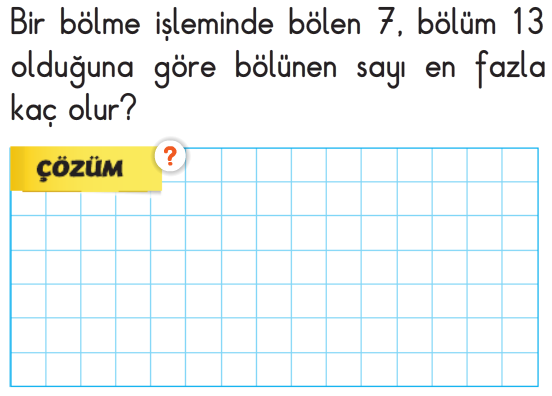 Bir bölme işleminde bölen 7, bölüm 13
olduğuna göre bölünen sayı en fazla
kaç olur?
ÇÖZÜM ?